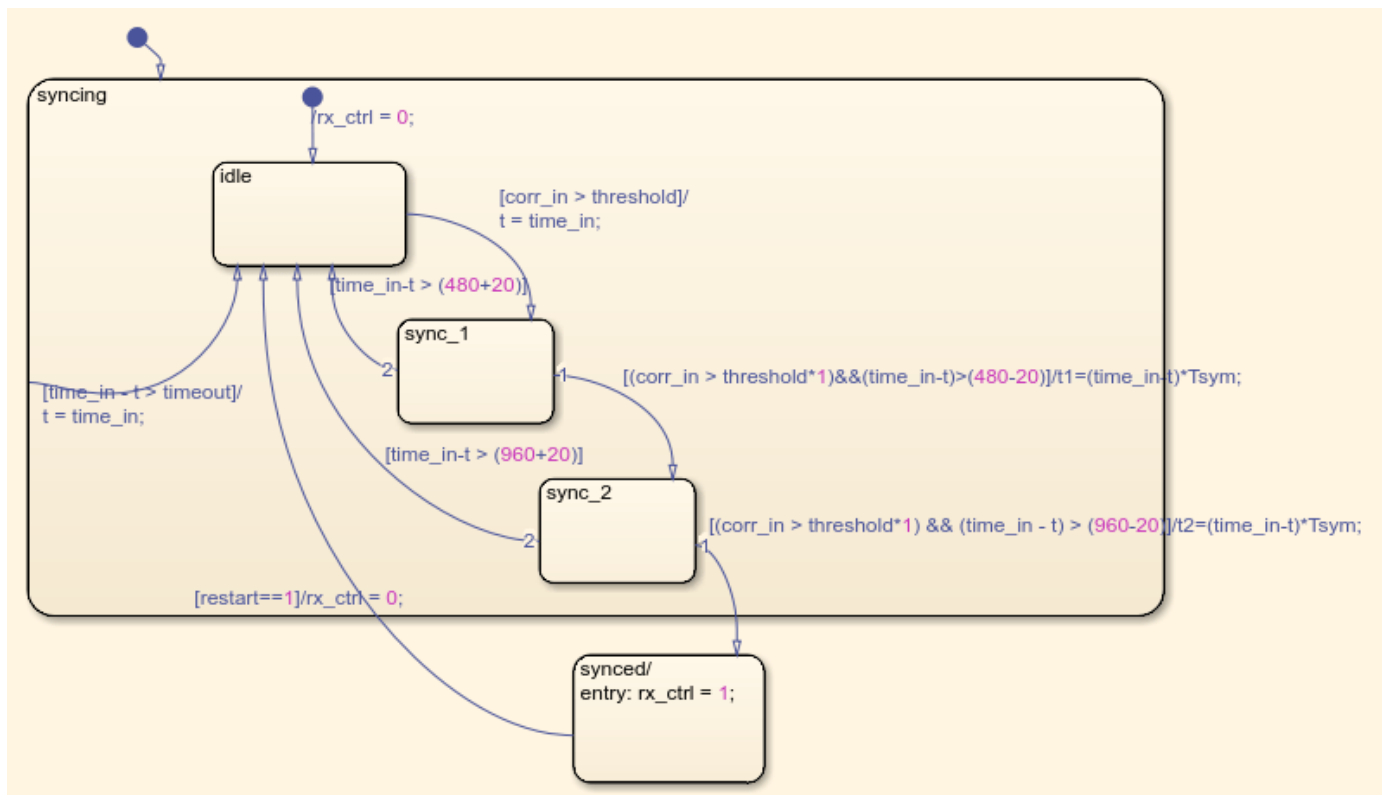 syncing
/rx_ctrl = 0;
idle
[corr_in > threshold]/
t = time_in;
[time_in-t > (480+20)]
sync_1
2
1
[(corr_in > threshold*1)&&(time_in-t)>(480-20)]/t1=(time_in-t)*Tsym;
[time_in - t > timeout]/
t = time_in;
[time_in-t > (960+20)]
sync_2
[(corr_in > threshold*1) && (time_in - t) > (960-20)]/t2=(time_in-t)*Tsym;
2
1
[restart==1]/rx_ctrl = 0;
synced/
entry: rx_ctrl = 1;